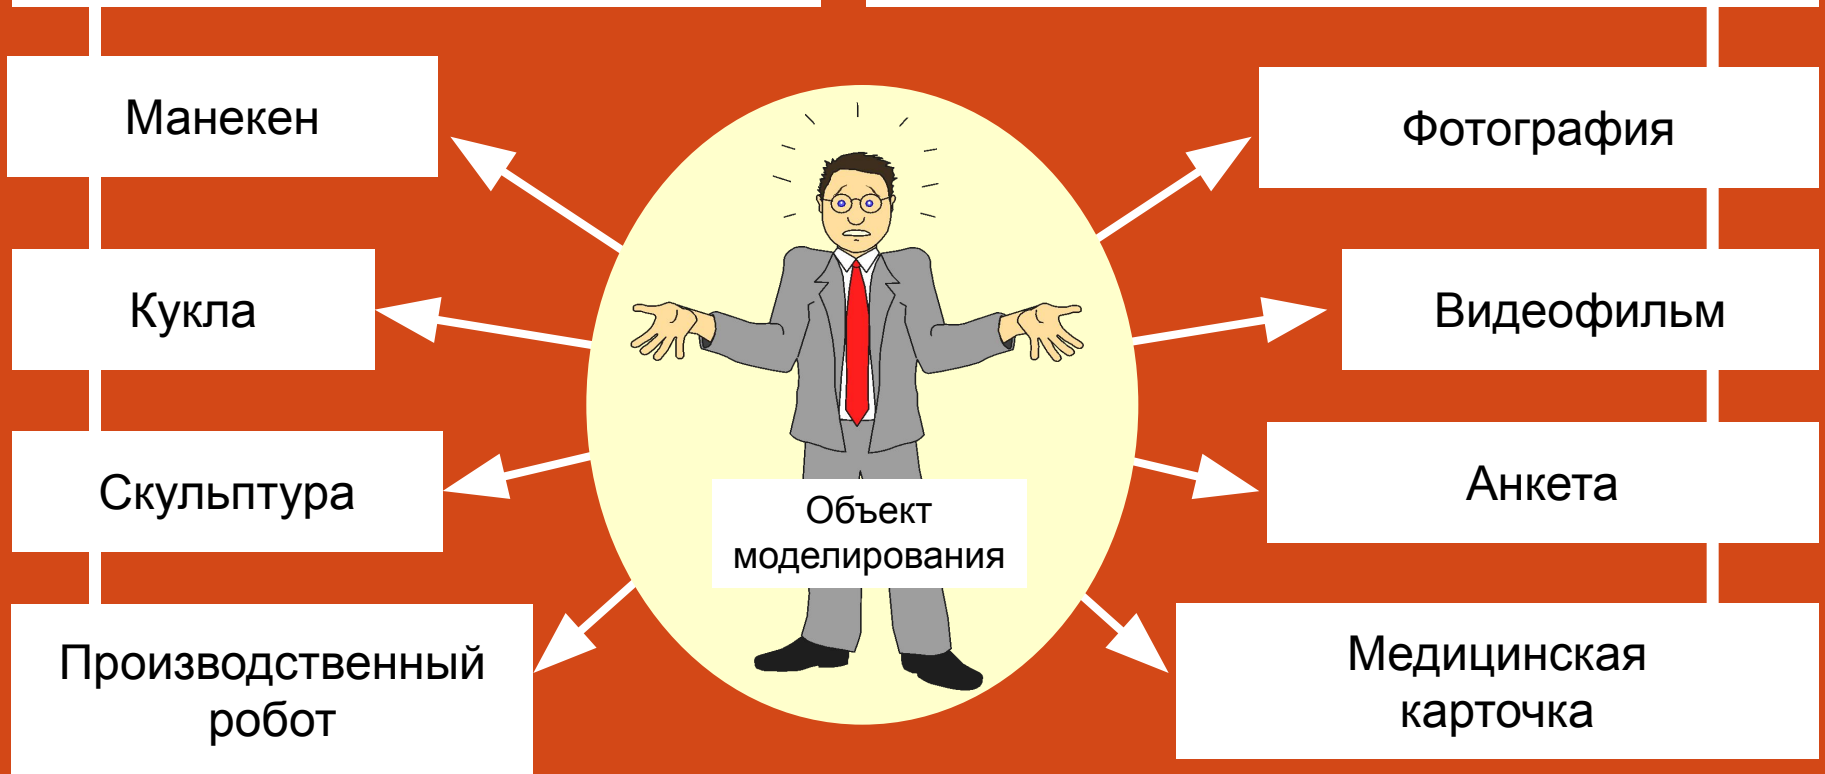 Манекен
Фотография
Кукла
Видеофильм
Скульптура
Анкета
Объект
моделирования
Производственный
робот
Медицинская
карточка